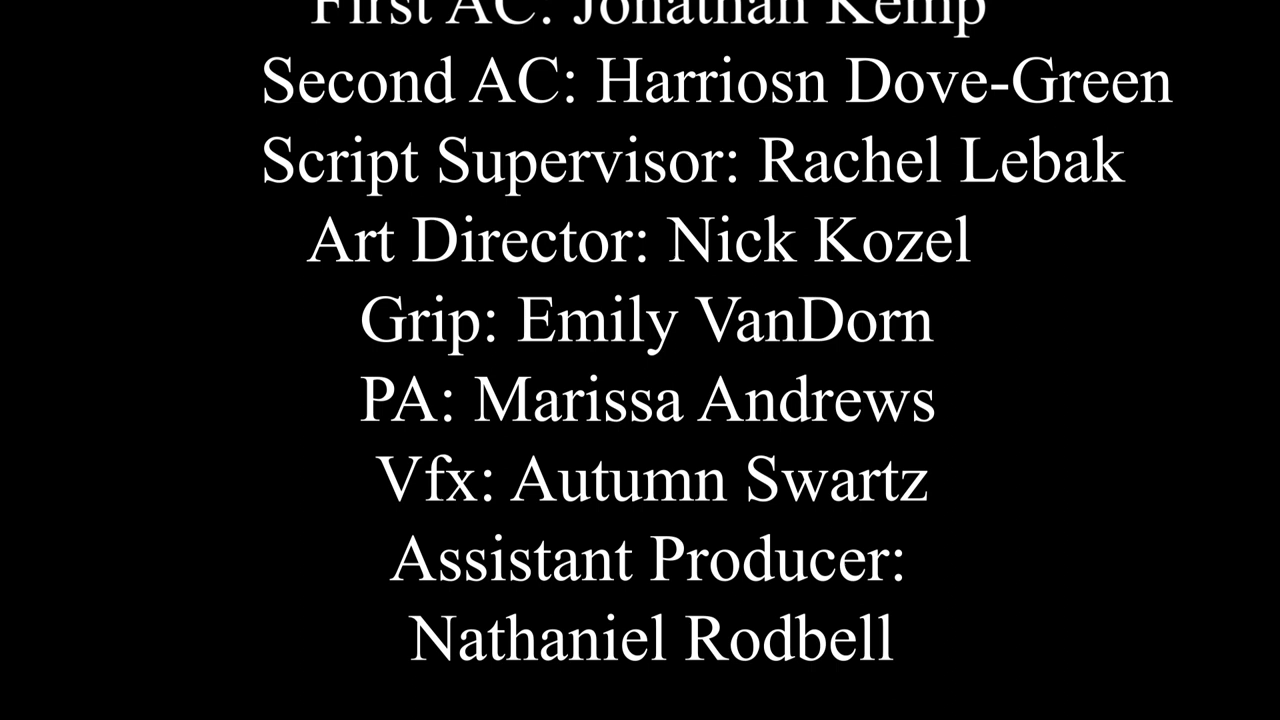 First AC: Jonathan Kemp
Second AC: Harriosn Dove-Green
Script Supervisor: Rachel Lebak
Art Director: Nick Kozel
Grip: Emily VanDorn
PA: Marissa Andrews
Vfx: Autumn Swartz
Assistant Producer:
Nathaniel Rodbell